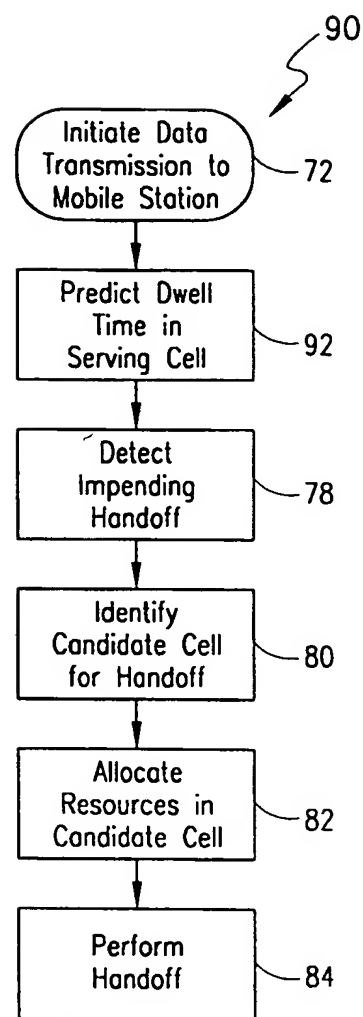 90
Initiate Data
Transmission to
Mobile Station
72
Predict Dwell
Time in
Serving Cell
92
Detect
Impending
Handoff
78
Identify
Candidate Cell
for Handoff
80
Allocate
Resources in
Candidate Cell
82
Perform
Handoff
84